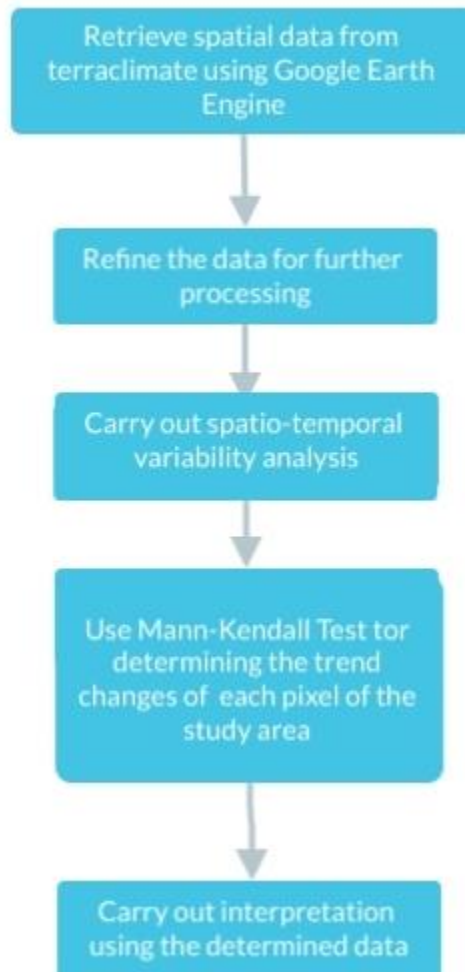 Retrieve spatial data from
terraclimate using Google Earth
Engine
Refine the data for further
processing
Carry out spatio-temporal
variability analysis
Use Mann-Kendall Test tor
determining the trend
changes of each pixel of the
study area
Carry out interpretation
using the determined data